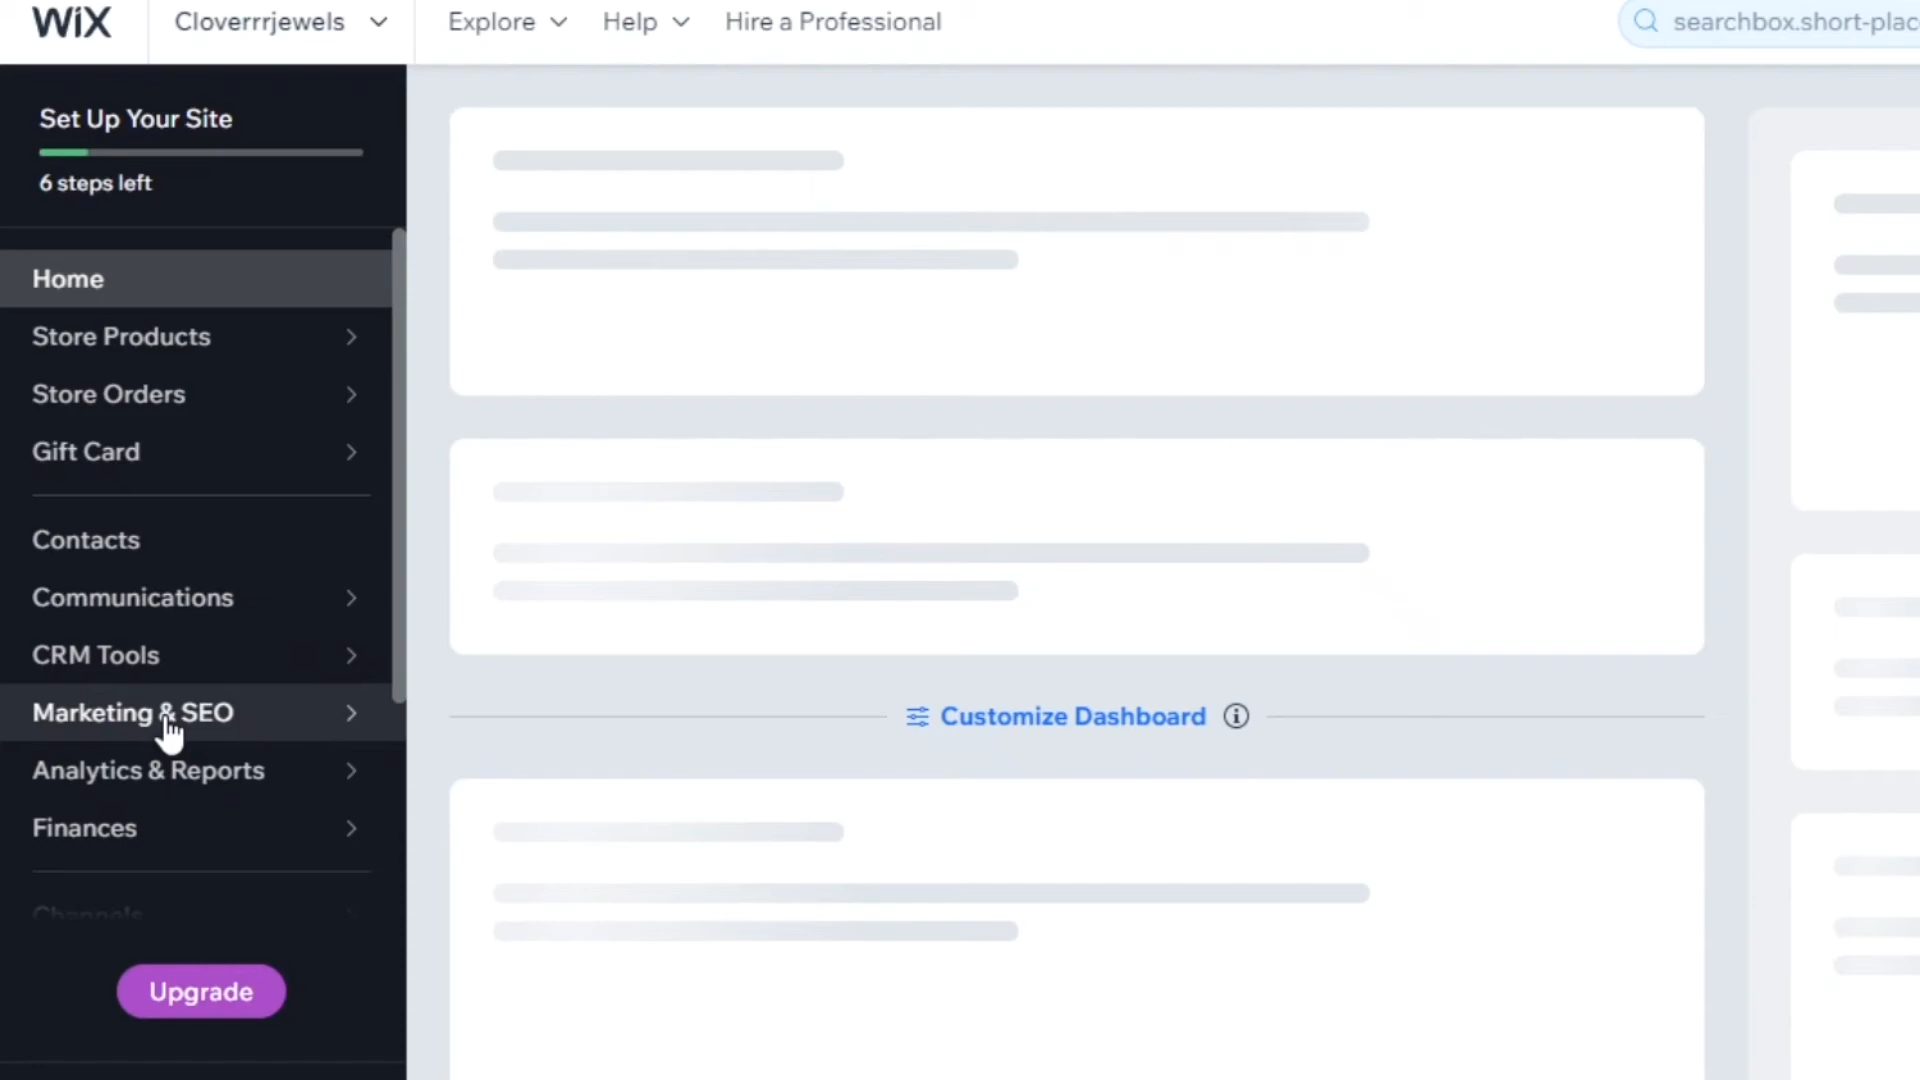 WiX
Cloverrrjewels
Explore
Help
Hire a Professional
searchbox.short-plac
Set Up Your Site
6 steps left
Home
Store Products
Store Orders
Gift Card
Contacts
Communications
CRM Tools
Marketing & SEO
Analytics & Reports
Finances
Channels
Upgrade
Customize Dashboard